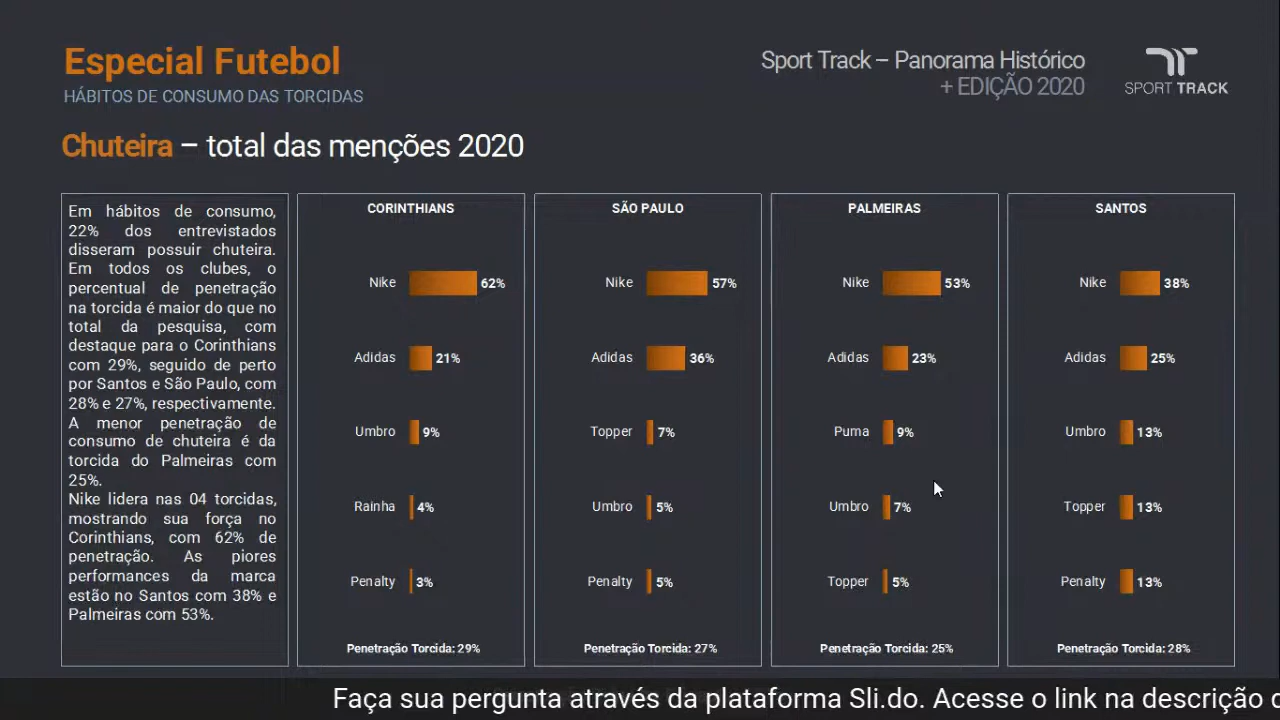 Especial Futebol
HÁBITOS DE CONSUMO DAS TORCIDAS
Sport Track – Panorama Histórico
+ EDIÇÃO 2020
SPORT TRACK
Chuteira – total das menções 2020
Em hábitos de consumo,
22% dos entrevistados
disseram possuir chuteira.
Em todos os clubes, o
percentual de penetração
na torcida é maior do que no
total da pesquisa, com
destaque para o Corinthians
com 29%, seguido de perto
por Santos e São Paulo, com
28% e 27%, respectivamente.
A menor penetração de
consumo de chuteira é da
torcida do Palmeiras com
25%.
Nike lidera nas 04 torcidas,
mostrando sua força no
Corinthians, com 62% de
penetração. As piores
performances da marca
estão no Santos com 38% e
Palmeiras com 53%.
CORINTHIANS
Nike 62%
Adidas 21%
Umbro 9%
Rainha 4%
Penalty 3%
Penetração Torcida: 29%
SÃO PAULO
Nike 57%
Adidas 36%
Topper 7%
Umbro 5%
Penalty 5%
Penetração Torcida: 27%
PALMEIRAS
Nike 53%
Adidas 23%
Puma 9%
Umbro 7%
Topper 5%
Penetração Torcida: 25%
SANTOS
Nike 38%
Adidas 25%
Umbro 13%
Topper 13%
Penalty 13%
Penetração Torcida: 28%
Faça sua pergunta através da plataforma Sli.do. Acesse o link na descrição